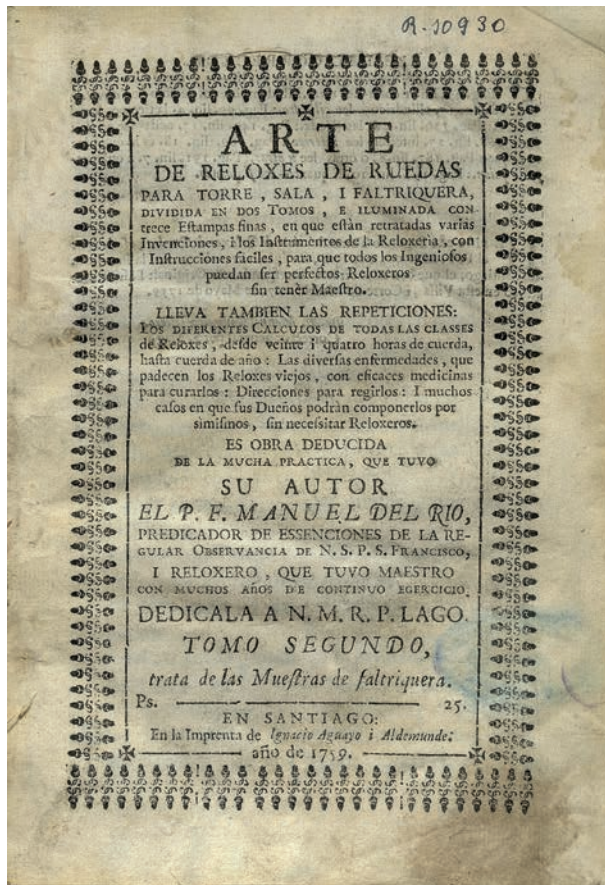 R-10930
ARTE
DE RELOXES DE RUEDAS
PARA TORRE, SALA, I FALTRIQUERA,
DIVIDIDA EN DOS TOMOS, E ILUMINADA CON
trece Estampas finas, en que estàn retratadas varias
Invenciones, i los Instrumentos de la Reloxeria, con
Instrucciones faciles, para que todos los Ingeniosos
puedan ser perfectos Reloxeros
sin tenèr Maestro.
LLEVA TAMBIEN LAS REPETICIONES:
LOS DIFERENTES CALCULOS DE TODAS LAS CLASSES
de Reloxes, desde veinte i quatro horas de cuerda,
hasta cuerda de año: Las diversas enfermedades, que
padecen los Reloxes viejos, con eficaces medicinas
para curarlos: Direcciones para regirlos: I muchos
casos en que sus Dueños podràn componerlos por
simismos, sin necessitar Reloxeros.
ES OBRA DEDUCIDA
DE LA MUCHA PRACTICA, QUE TUVO
SU AUTOR
EL P. F. MANUEL DEL RIO,
PREDICADOR DE ESSENCIONES DE LA RE-
GULAR OBSERVANCIA DE N. S. P. S. FRANCISCO,
I RELOXERO, QUE TUVO MAESTRO
CON MUCHOS AÑOS DE CONTINUO EGERCICIO.
DEDICALA A N. M. R. P. LAGO.
TOMO SEGUNDO,
trata de las Muestras de faltriquera.
Ps. 25.
EN SANTIAGO:
En la Imprenta de Ignacio Aguayo i Aldemunde:
año de 1759.